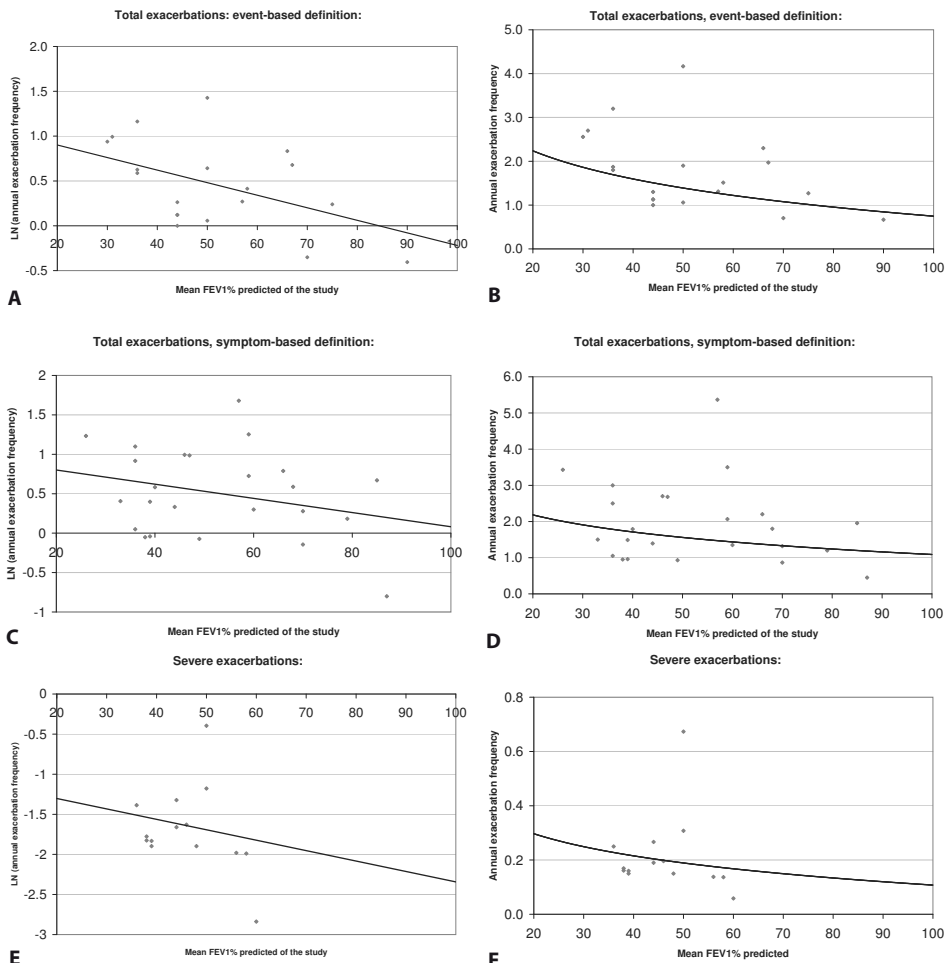 Total exacerbations: event-based definition:
2.0
1.5
1.0
0.5
0.0
-0.5
20 30 40 50 60 70 80 90 100
LN (annual exacerbation frequency)
Mean FEV1% predicted of the study
A
Total exacerbations, event-based definition:
5.0
4.0
3.0
2.0
1.0
0.0
20 30 40 50 60 70 80 90 100
Annual exacerbation frequency
Mean FEV1% predicted of the study
B
Total exacerbations, symptom-based definition:
2
1.5
1
0.5
0
-0.5
-1
20 40 60 80 100
LN (annual exacerbation frequency)
Mean FEV1% predicted of the study
C
Total exacerbations, symptom-based definition:
6.0
5.0
4.0
3.0
2.0
1.0
0.0
20 30 40 50 60 70 80 90 100
Annual exacerbation frequency
Mean FEV1% predicted of the study
D
Severe exacerbations:
0
-0.5
-1
-1.5
-2
-2.5
-3
20 30 40 50 60 70 80 90 100
LN (annual exacerbation frequency)
Mean FEV1% predicted of the study
E
Severe exacerbations:
0.8
0.6
0.4
0.2
0.0
20 30 40 50 60 70 80 90 100
Annual exacerbation frequency
Mean FEV1% predicted
F